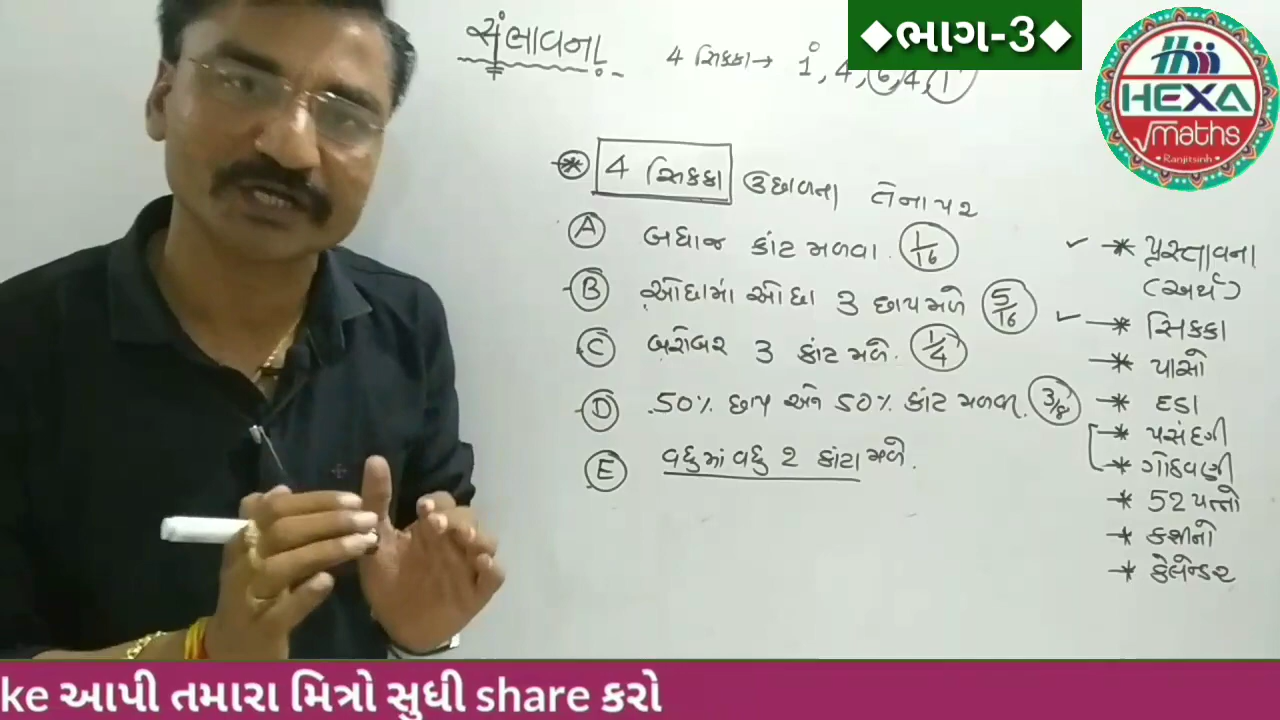 સંભાવના
4 સિક્કા → 1, 4, 6, 4, 1
◆ભાગ-3◆
HEXA
√maths
Ranjitsinh
* 4 સિક્કા ઉછાળતા તેના પર
A બધાજ કાંટ મળવા. 1/16
B ઓછામાં ઓછા 3 છાપ મળે 5/16
C બરોબર 3 કાંટ મળે. 1/4
D 50% છાપ અને 50% કાંટ મળવા. 3/8
E વધુમાં વધુ 2 કાંટા મળે.
✓ * પ્રસ્તાવના
(અર્થ)
✓ * સિક્કા
* પાસો
* દડા
* પસંદગી
* ગોઠવણી
* 52 પત્તો
* કશીનો
* કેલેન્ડર
ke આપી તમારા મિત્રો સુધી share કરો